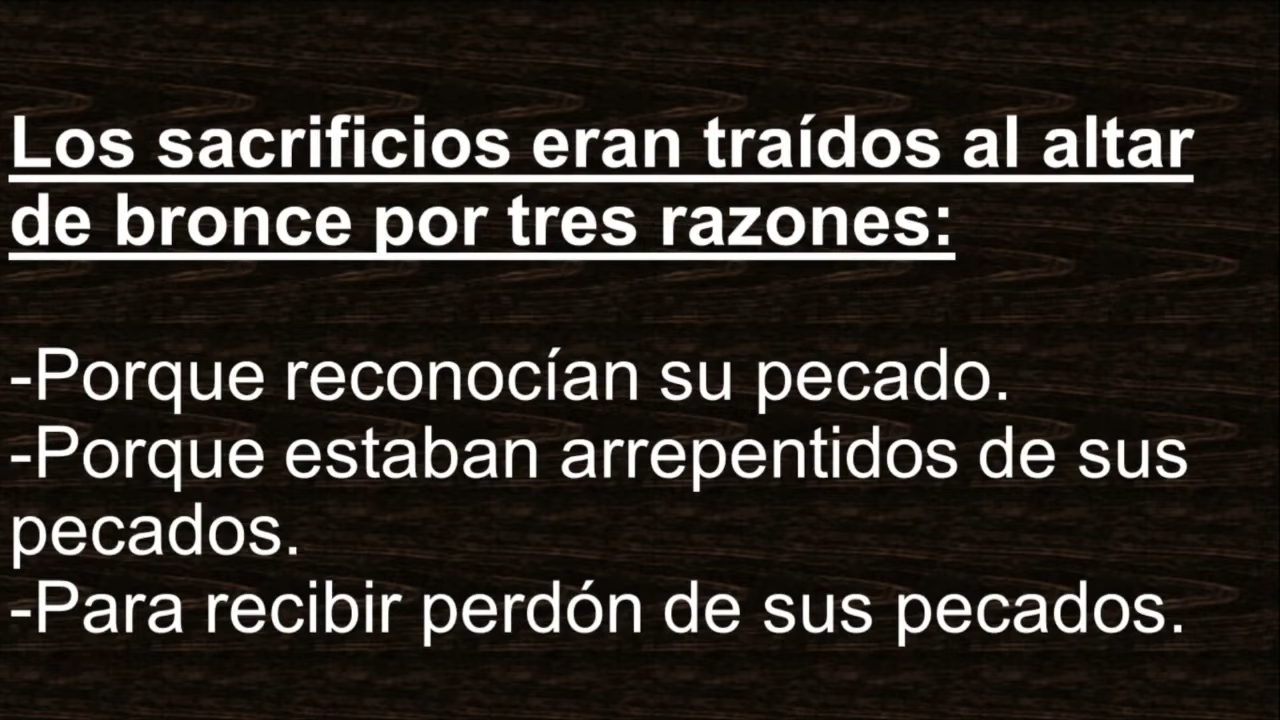 Los sacrificios eran traídos al altar
de bronce por tres razones:
-Porque reconocían su pecado.
-Porque estaban arrepentidos de sus
pecados.
-Para recibir perdón de sus pecados.